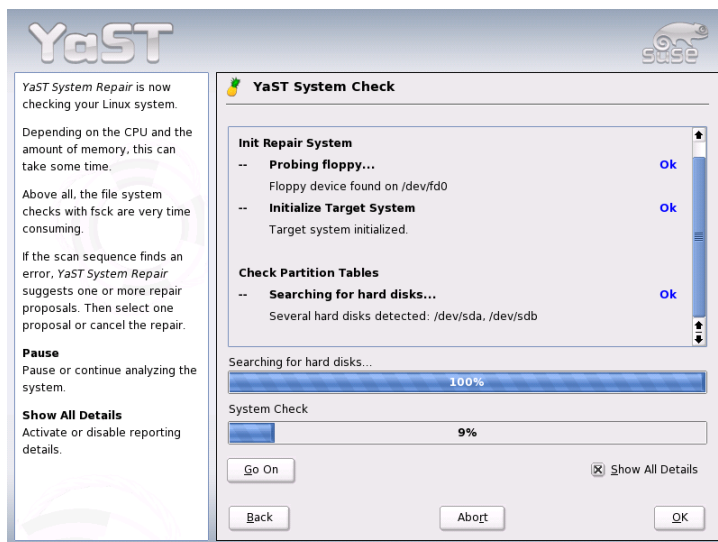 YaST
suse
YaST System Repair is now
checking your Linux system.
Depending on the CPU and the
amount of memory, this can
take some time.
Above all, the file system
checks with fsck are very time
consuming.
If the scan sequence finds an
error, YaST System Repair
suggests one or more repair
proposals. Then select one
proposal or cancel the repair.
Pause
Pause or continue analyzing the
system.
Show All Details
Activate or disable reporting
details.
YaST System Check
Init Repair System
-- Probing floppy... Ok
Floppy device found on /dev/fd0
-- Initialize Target System Ok
Target system initialized.
Check Partition Tables
-- Searching for hard disks... Ok
Several hard disks detected: /dev/sda, /dev/sdb
Searching for hard disks...
100%
System Check
9%
Go On Show All Details
Back Abort OK